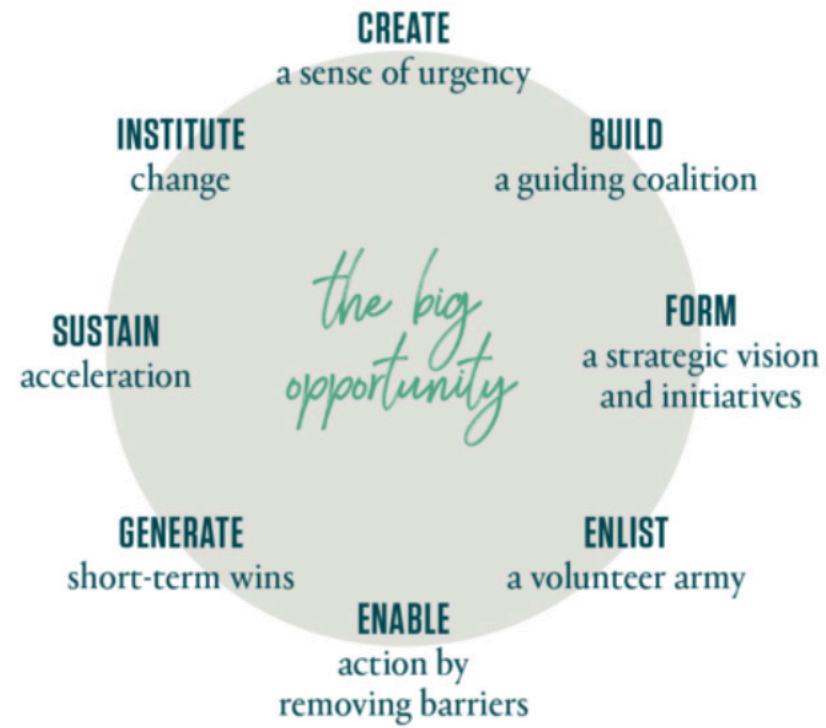 CREATE
a sense of urgency
BUILD
a guiding coalition
FORM
a strategic vision
and initiatives
ENLIST
a volunteer army
ENABLE
action by
removing barriers
GENERATE
short-term wins
SUSTAIN
acceleration
INSTITUTE
change
the big
opportunity